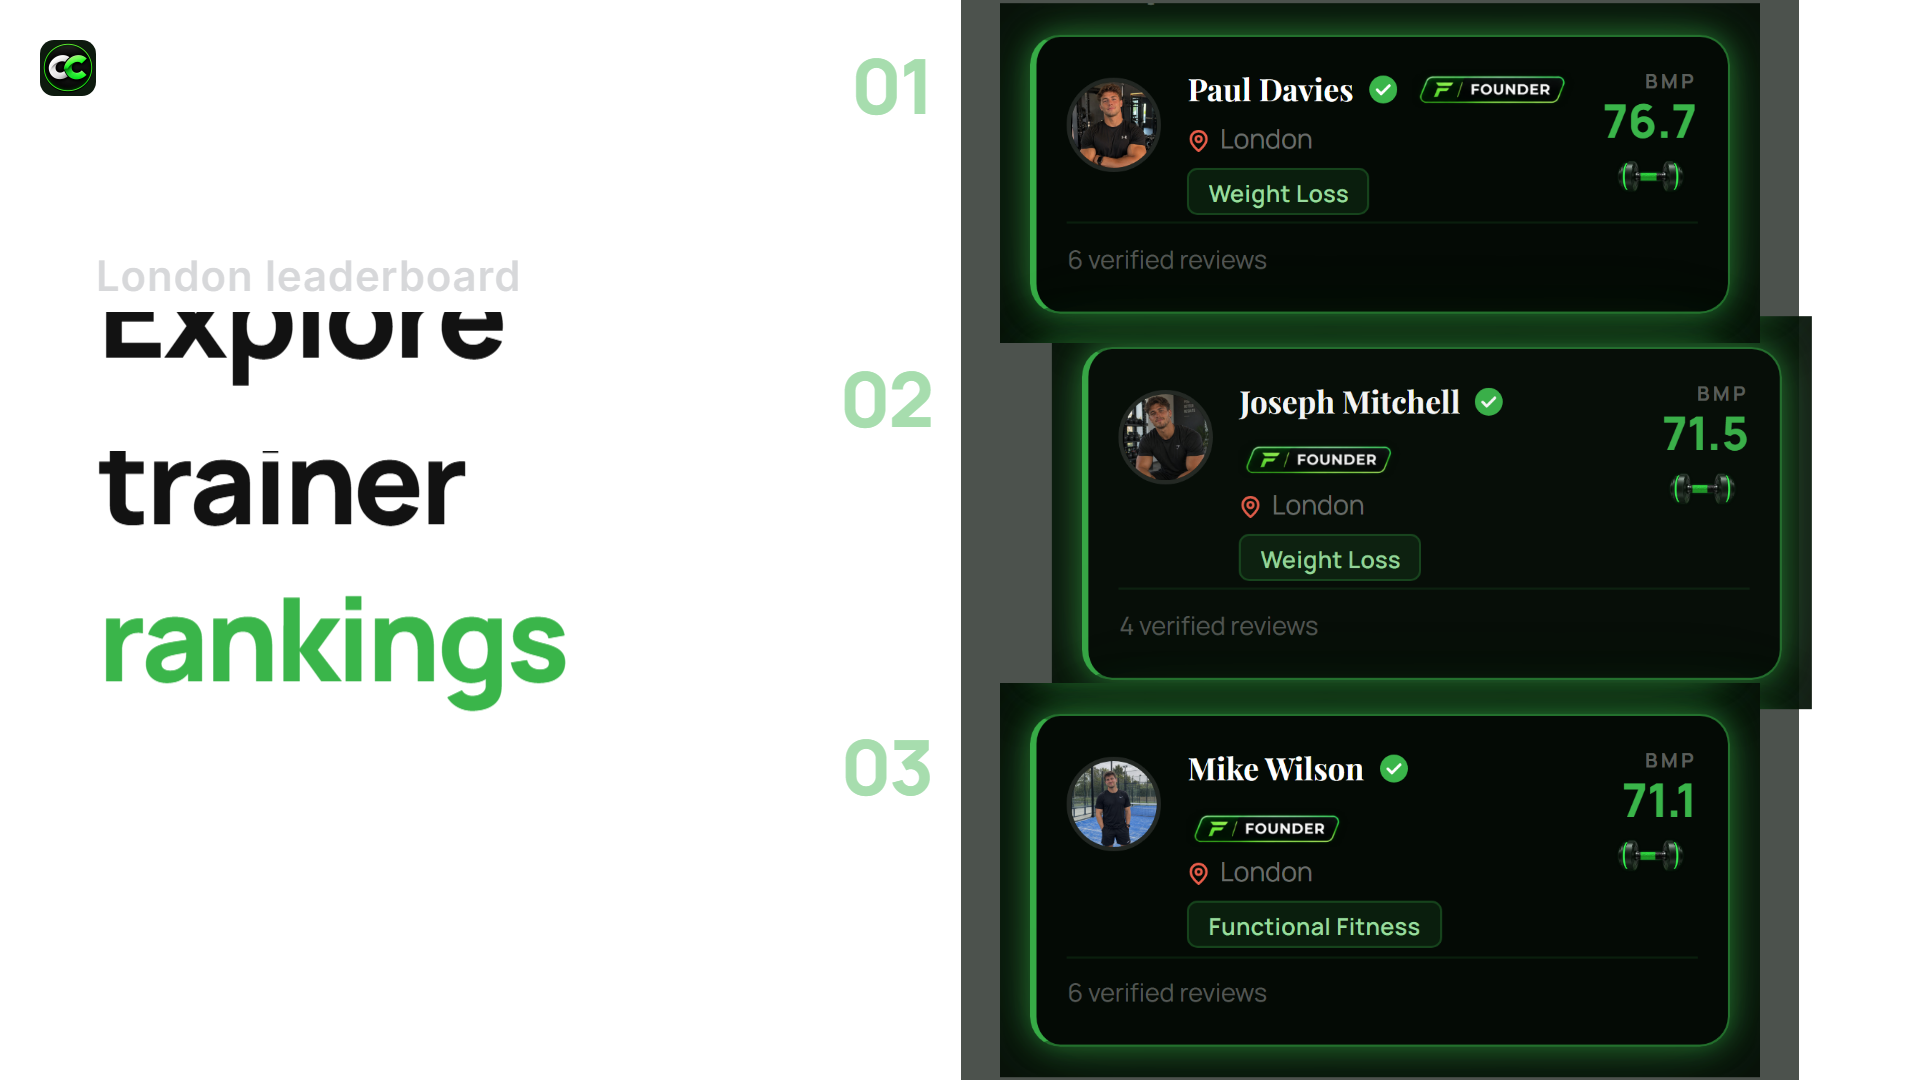 CC
London leaderboard
Explore
trainer
rankings
01
Paul Davies
F / FOUNDER
BMP
76.7
London
Weight Loss
6 verified reviews
02
Joseph Mitchell
BMP
71.5
F / FOUNDER
London
Weight Loss
4 verified reviews
03
Mike Wilson
BMP
71.1
F / FOUNDER
London
Functional Fitness
6 verified reviews